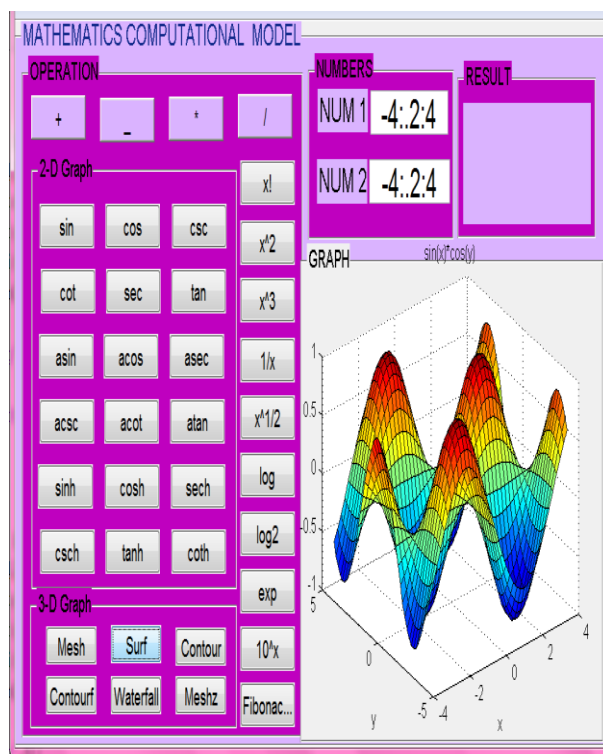 MATHEMATICS COMPUTATIONAL MODEL
OPERATION
+ _ * /
2-D Graph
sin cos csc
cot sec tan
asin acos asec
acsc acot atan
sinh cosh sech
csch tanh coth
x!
x^2
x^3
1/x
x^1/2
log
log2
exp
10^x
Fibonac...
3-D Graph
Mesh Surf Contour
Contourf Waterfall Meshz
NUMBERS
NUM 1 -4:.2:4
NUM 2 -4:.2:4
RESULT
GRAPH
sin(x)*cos(y)
1
0.5
0
-0.5
-1
5
0
-5
y
-4
-2
0
2
4
x